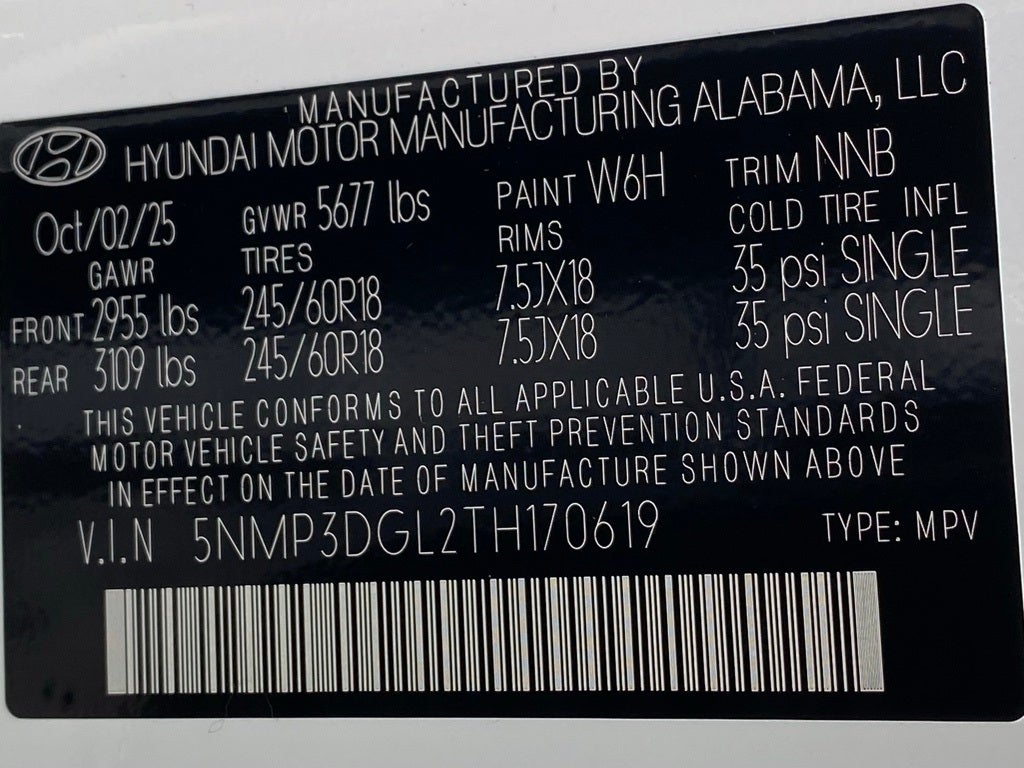 MANUFACTURED BY
HYUNDAI MOTOR MANUFACTURING ALABAMA, LLC
Oct/02/25 GVWR 5677 lbs PAINT W6H TRIM NNB
GAWR TIRES RIMS COLD TIRE INFL
FRONT 2955 lbs 245/60R18 7.5JX18 35 psi SINGLE
REAR 3109 lbs 245/60R18 7.5JX18 35 psi SINGLE
THIS VEHICLE CONFORMS TO ALL APPLICABLE U.S.A. FEDERAL
MOTOR VEHICLE SAFETY AND THEFT PREVENTION STANDARDS
IN EFFECT ON THE DATE OF MANUFACTURE SHOWN ABOVE
V.I.N 5NMP3DGL2TH170619 TYPE: MPV